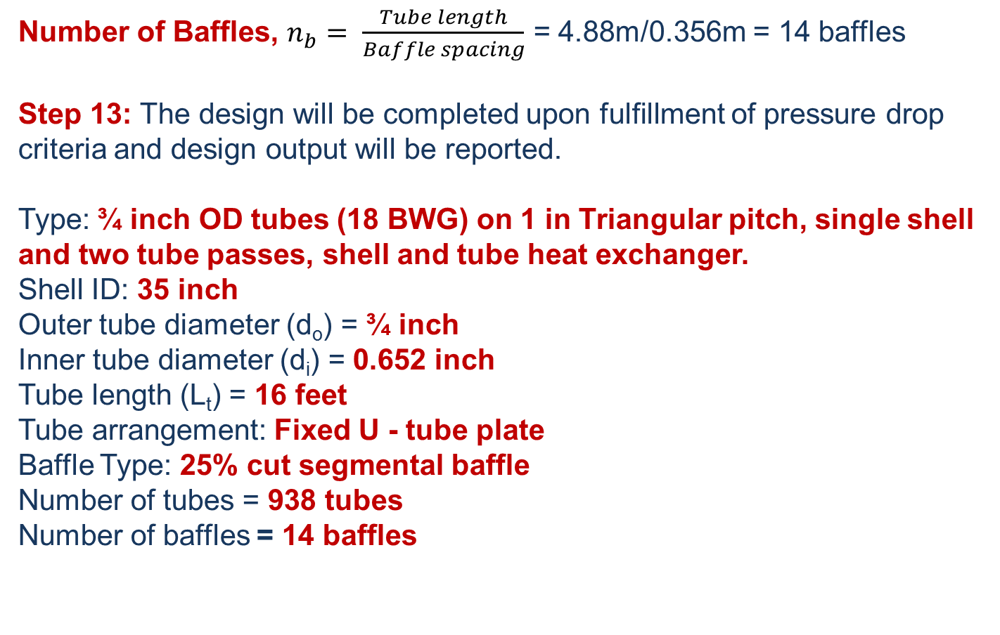 Number of Baffles, n_b = Tube length / Baffle spacing = 4.88m/0.356m = 14 baffles
Step 13: The design will be completed upon fulfillment of pressure drop
criteria and design output will be reported.
Type: ¾ inch OD tubes (18 BWG) on 1 in Triangular pitch, single shell
and two tube passes, shell and tube heat exchanger.
Shell ID: 35 inch
Outer tube diameter (d_o) = ¾ inch
Inner tube diameter (d_i) = 0.652 inch
Tube length (L_t) = 16 feet
Tube arrangement: Fixed U - tube plate
Baffle Type: 25% cut segmental baffle
Number of tubes = 938 tubes
Number of baffles = 14 baffles